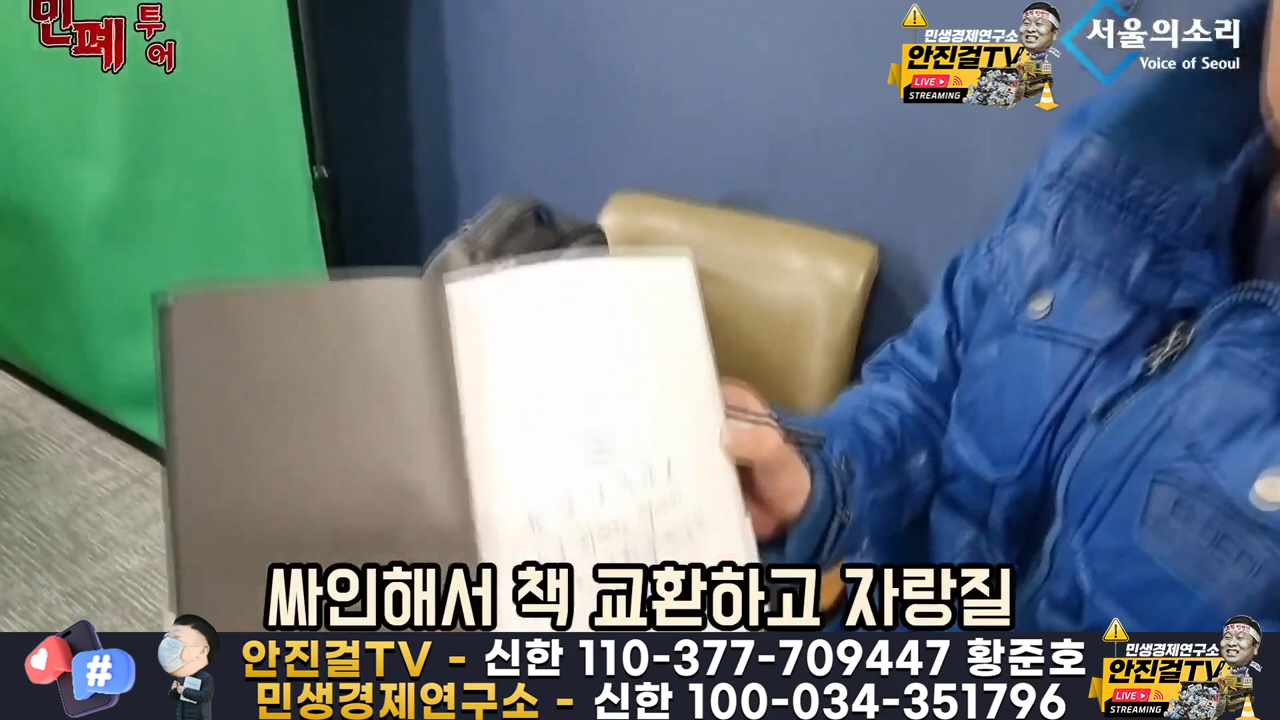 민폐
투어
민생경제연구소
안진걸TV
LIVE
STREAMING
서울의소리
Voice of Seoul
싸인해서 책 교환하고 자랑질
#
안진걸TV - 신한 110-377-709447 황준호
민생경제연구소 - 신한 100-034-351796
민생경제연구소
안진걸TV
LIVE
STREAMING